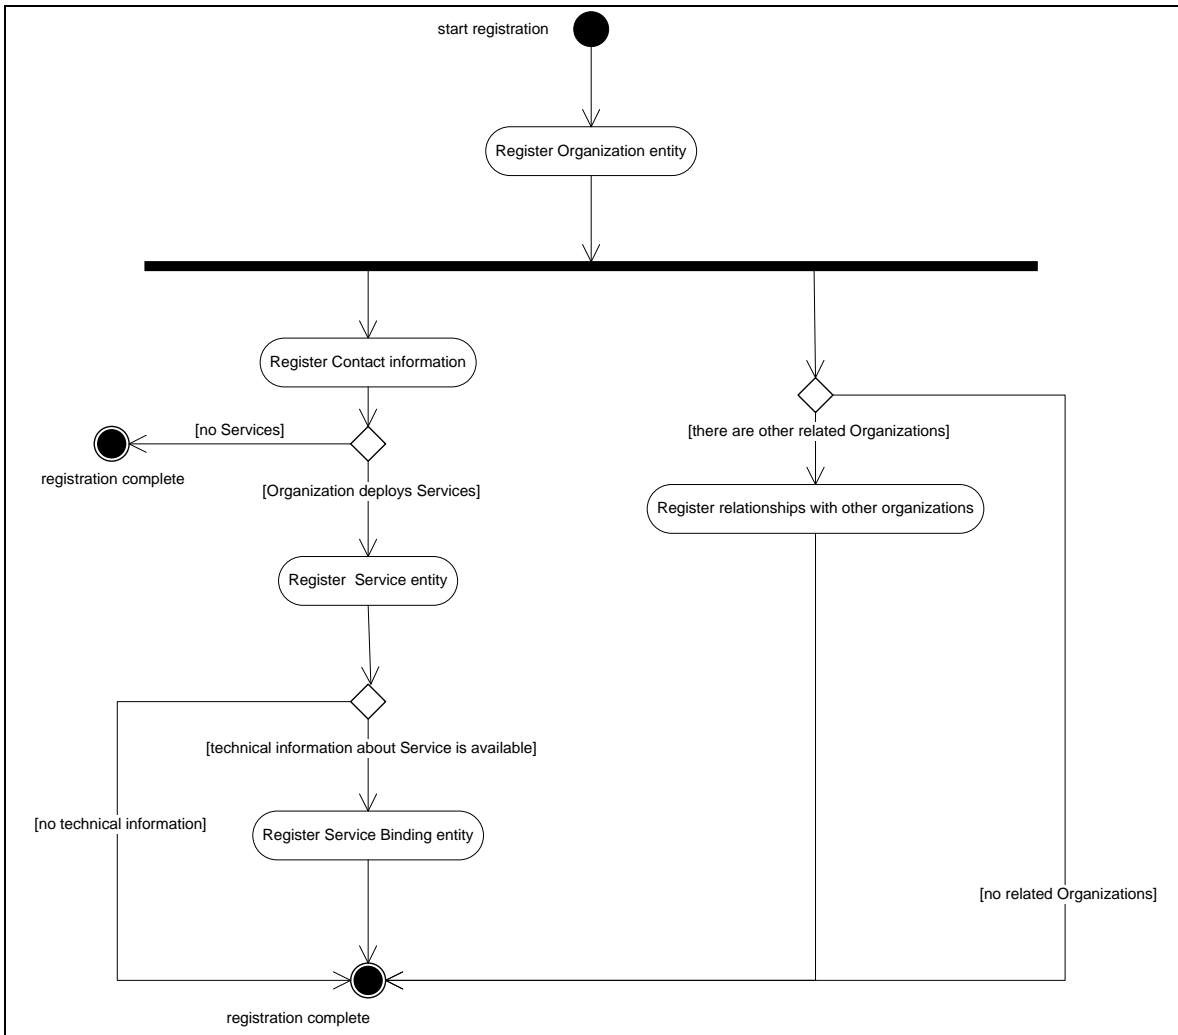 start registration
Register Organization entity
Register Contact information
[no Services]
[there are other related Organizations]
registration complete
[Organization deploys Services]
Register relationships with other organizations
Register  Service entity
[technical information about Service is available]
[no technical information]
Register Service Binding entity
[no related Organizations]
registration complete